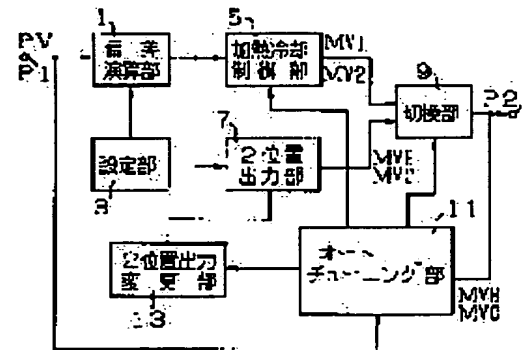 PV
P1
1
偏差
演算部
5
加熱冷却
制御部
MV1
MV2
9
切換部
P2
3
設定部
7
2位置
出力部
11
オート
チューニング部
2位置出力
変更部
13
MVH
MVC